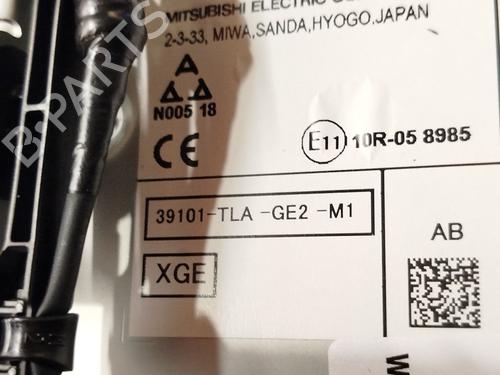 MITSUBISHI ELECTRIC
2-3-33, MIWA,SANDA,HYOGO,JAPAN
A
N005 18
CE
E11 10R-05 8985
39101-TLA -GE2 -M1
XGE
AB
W
B-PARTS